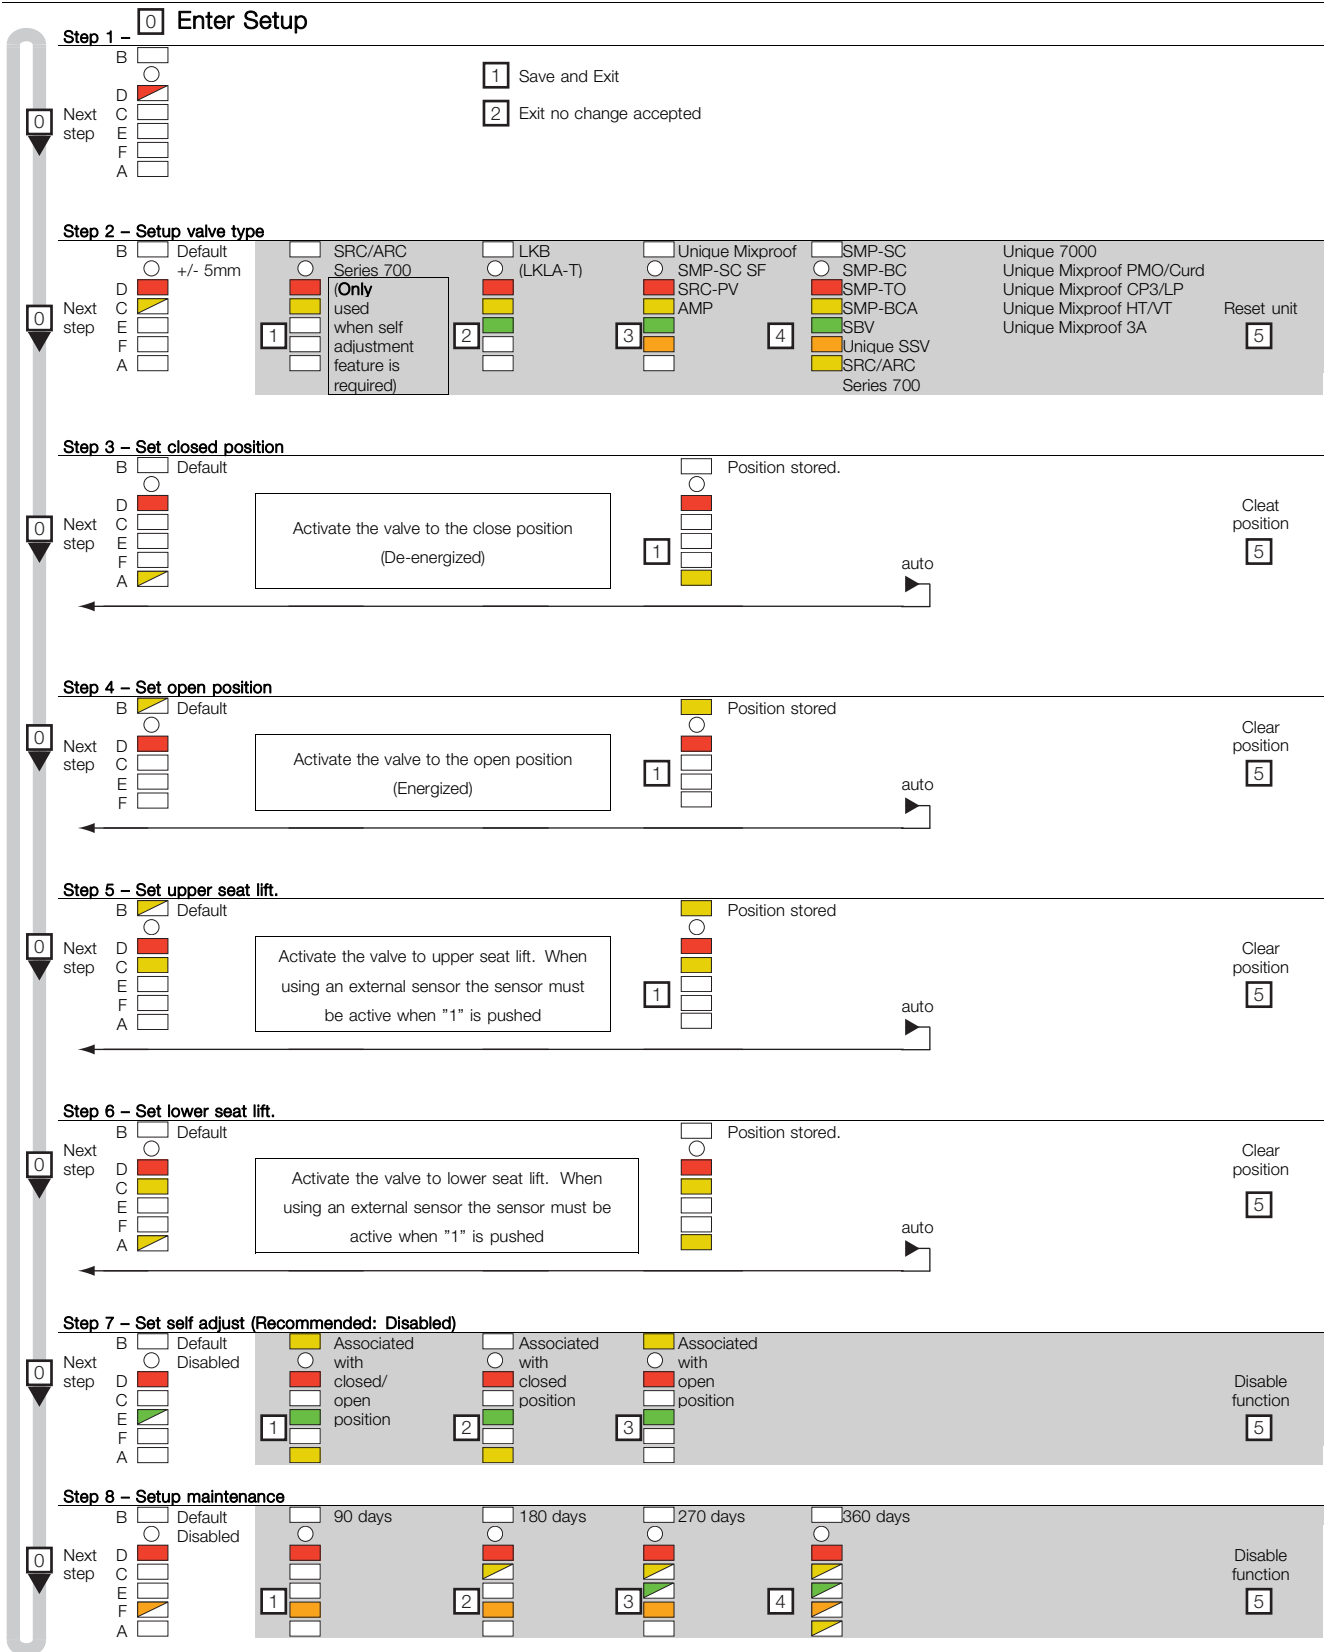 0 Enter Setup
Step 1 –
B
D
C
E
F
A
0 Next step
1 Save and Exit
2 Exit no change accepted
Step 2 – Setup valve type
B Default
+/- 5mm
D
C
E
F
A
0 Next step
1
SRC/ARC
Series 700
(Only
used
when self
adjustment
feature is
required)
2
LKB
(LKLA-T)
3
Unique Mixproof
SMP-SC SF
SRC-PV
AMP
4
SMP-SC
SMP-BC
SMP-TO
SMP-BCA
SBV
Unique SSV
SRC/ARC
Series 700
Unique 7000
Unique Mixproof PMO/Curd
Unique Mixproof CP3/LP
Unique Mixproof HT/VT
Unique Mixproof 3A
Reset unit
5
Step 3 – Set closed position
B Default
D
C
E
F
A
0 Next step
Activate the valve to the close position
(De-energized)
1
Position stored.
auto
Cleat
position
5
Step 4 – Set open position
B Default
D
C
E
F
0 Next step
Activate the valve to the open position
(Energized)
1
Position stored
auto
Clear
position
5
Step 5 – Set upper seat lift.
B Default
D
C
E
F
A
0 Next step
Activate the valve to upper seat lift. When
using an external sensor the sensor must
be active when ”1” is pushed
1
Position stored
auto
Clear
position
5
Step 6 – Set lower seat lift.
B Default
D
C
E
F
A
0 Next step
Activate the valve to lower seat lift. When
using an external sensor the sensor must be
active when ”1” is pushed
Position stored.
auto
Clear
position
5
Step 7 – Set self adjust (Recommended: Disabled)
B Default
Disabled
D
C
E
F
A
0 Next step
1
Associated
with
closed/
open
position
2
Associated
with
closed
position
3
Associated
with
open
position
Disable
function
5
Step 8 – Setup maintenance
B Default
Disabled
D
C
E
F
A
0 Next step
1
90 days
2
180 days
3
270 days
4
360 days
Disable
function
5